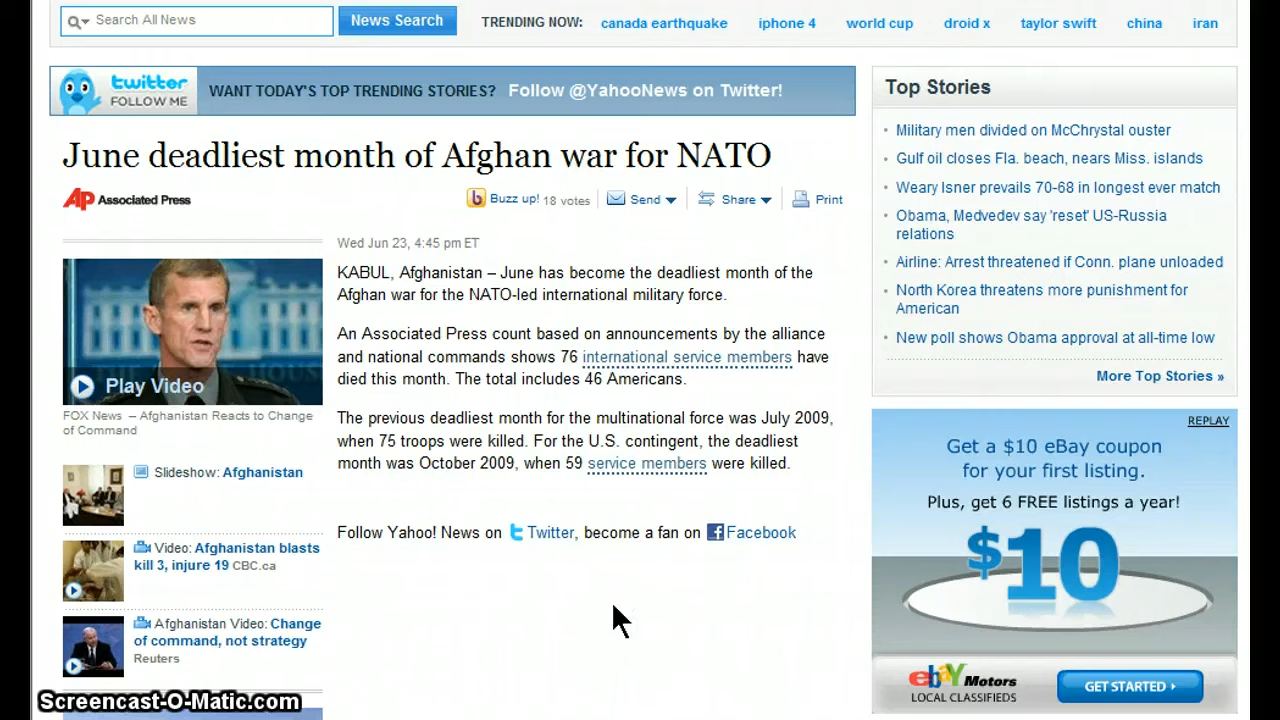 Search All News
News Search
TRENDING NOW: canada earthquake iphone 4 world cup droid x taylor swift china iran
twitter
FOLLOW ME
WANT TODAY'S TOP TRENDING STORIES? Follow @YahooNews on Twitter!
June deadliest month of Afghan war for NATO
AP Associated Press
Buzz up! 18 votes
Send
Share
Print
Play Video
FOX News – Afghanistan Reacts to Change
of Command
Slideshow: Afghanistan
Video: Afghanistan blasts
kill 3, injure 19 CBC.ca
Afghanistan Video: Change
of command, not strategy
Reuters
Wed Jun 23, 4:45 pm ET
KABUL, Afghanistan – June has become the deadliest month of the
Afghan war for the NATO-led international military force.
An Associated Press count based on announcements by the alliance
and national commands shows 76 international service members have
died this month. The total includes 46 Americans.
The previous deadliest month for the multinational force was July 2009,
when 75 troops were killed. For the U.S. contingent, the deadliest
month was October 2009, when 59 service members were killed.
Follow Yahoo! News on Twitter, become a fan on Facebook
Top Stories
Military men divided on McChrystal ouster
Gulf oil closes Fla. beach, nears Miss. islands
Weary Isner prevails 70-68 in longest ever match
Obama, Medvedev say 'reset' US-Russia
relations
Airline: Arrest threatened if Conn. plane unloaded
North Korea threatens more punishment for
American
New poll shows Obama approval at all-time low
More Top Stories »
REPLAY
Get a $10 eBay coupon
for your first listing.
Plus, get 6 FREE listings a year!
$10
ebay Motors
LOCAL CLASSIFIEDS
GET STARTED
Screencast-O-Matic.com